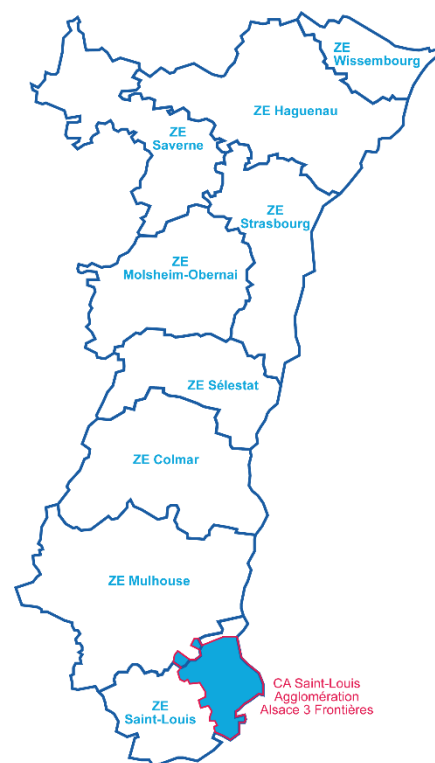 ZE
Wissembourg
ZE Haguenau
ZE
Saverne
ZE
Strasbourg
ZE
Molsheim-Obernai
ZE Sélestat
ZE Colmar
ZE Mulhouse
CA Saint-Louis
Agglomération
Alsace 3 Frontières
ZE
Saint-Louis